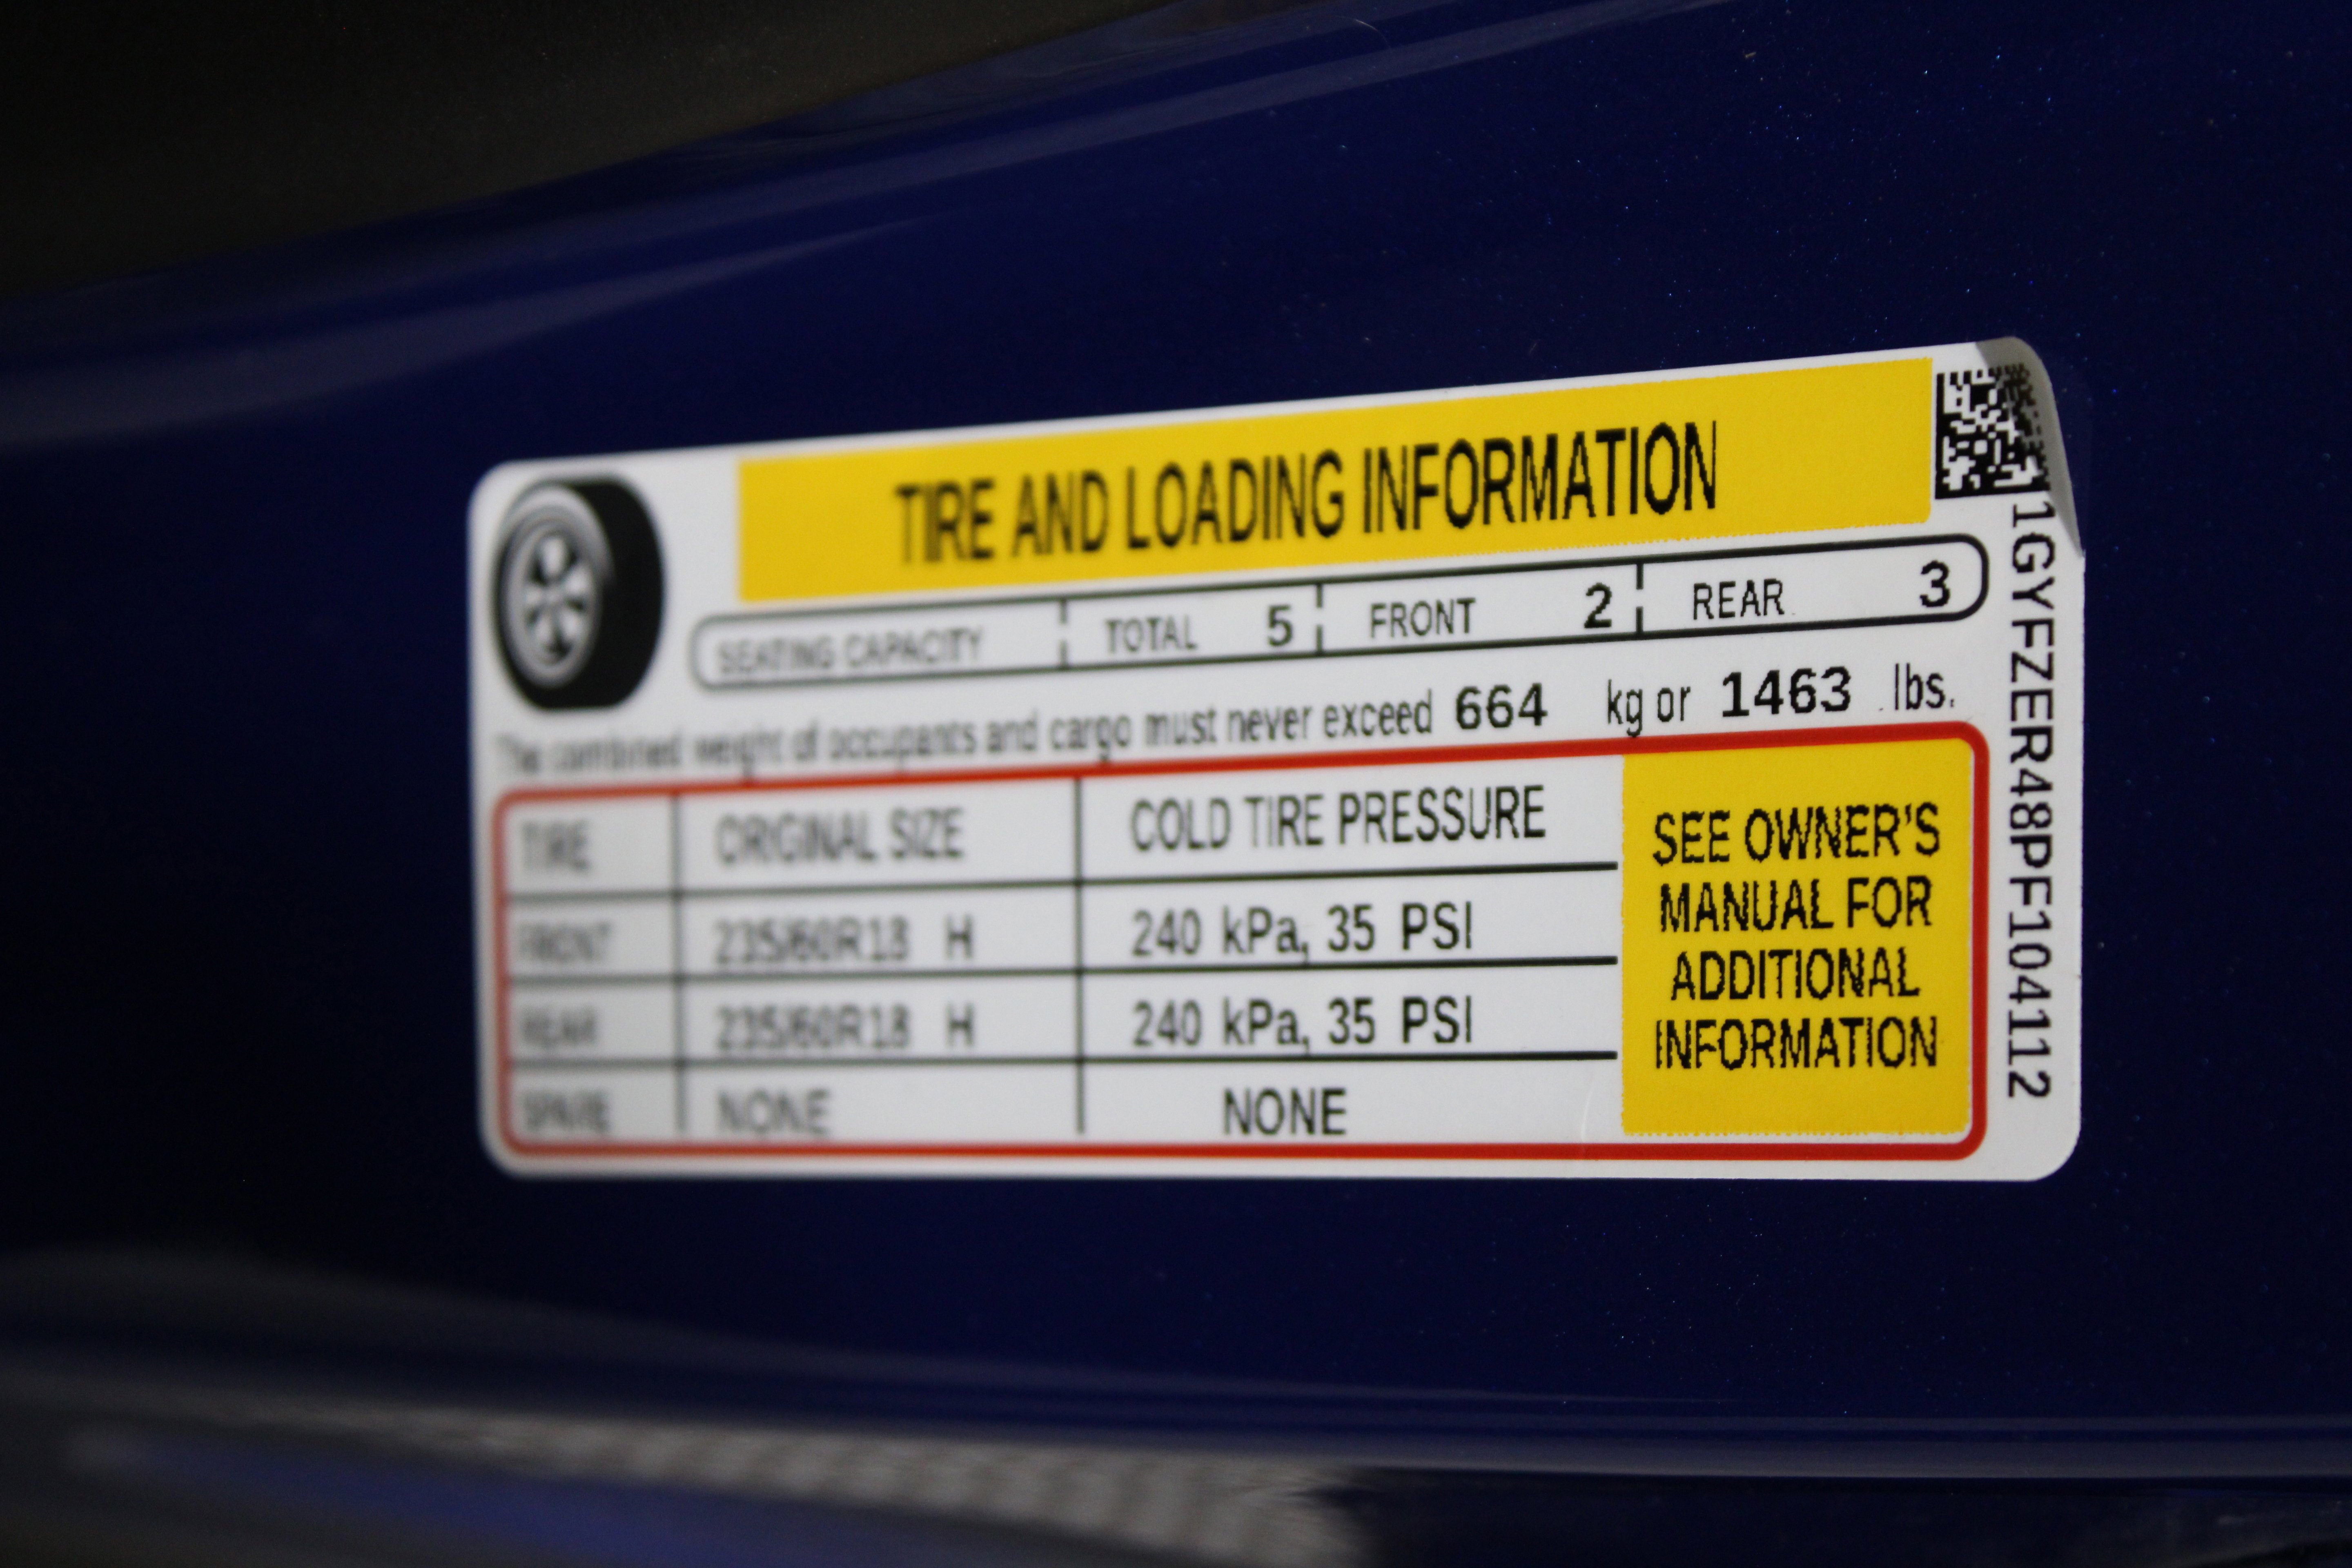 TIRE AND LOADING INFORMATION
SEATING CAPACITY TOTAL 5 FRONT 2 REAR 3
The combined weight of occupants and cargo must never exceed 664 kg or 1463 lbs.
TIRE ORIGINAL SIZE COLD TIRE PRESSURE
FRONT 235/60R18 H 240 kPa, 35 PSI
REAR 235/60R18 H 240 kPa, 35 PSI
SPARE NONE NONE
SEE OWNER'S
MANUAL FOR
ADDITIONAL
INFORMATION
1GYFZER48PF104112